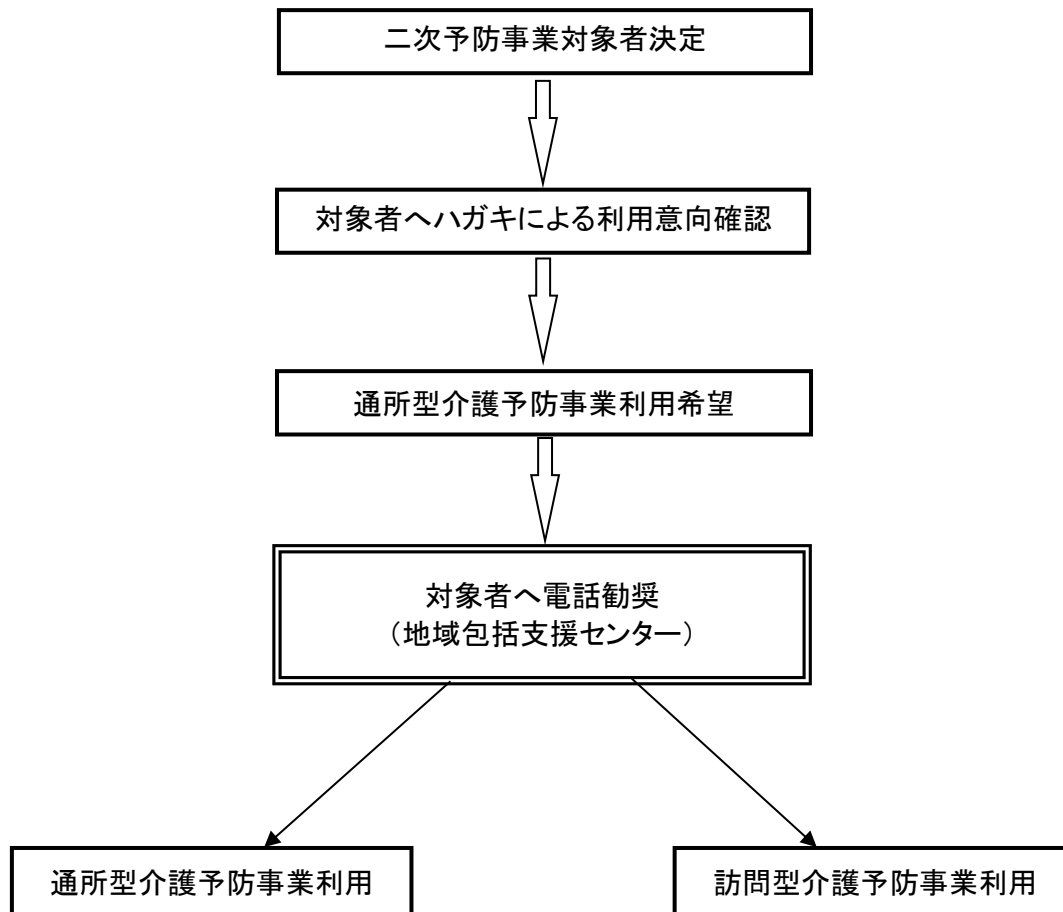 二次予防事業対象者決定
対象者へハガキによる利用意向確認
通所型介護予防事業利用希望
対象者へ電話勧奨
（地域包括支援センター）
通所型介護予防事業利用
訪問型介護予防事業利用